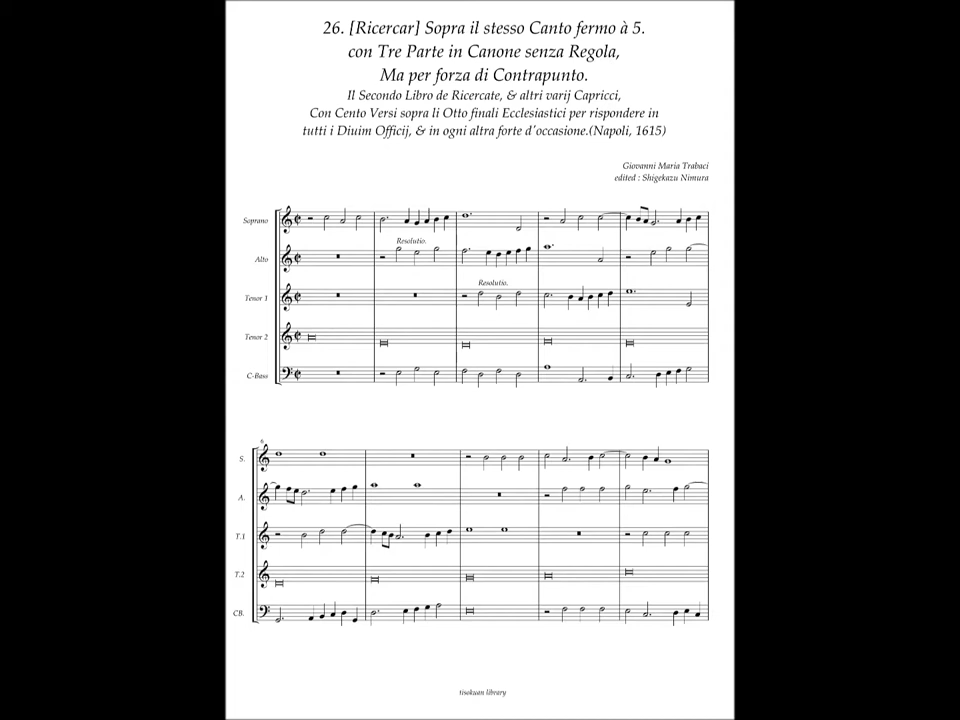 26. [Ricercar] Sopra il stesso Canto fermo à 5.
con Tre Parte in Canone senza Regola,
Ma per forza di Contrapunto.
Il Secondo Libro de Ricercate, & altri varij Capricci,
Con Cento Versi sopra li Otto finali Ecclesiastici per rispondere in
tutti i Diuim Officij, & in ogni altra forte d'occasione.(Napoli, 1615)
Giovanni Maria Trabaci
edited : Shigekazu Nimura
Soprano
Resolutio.
Alto
Resolutio.
Tenor 1
Tenor 2
C-Bass
6
S.
A.
T.1
T.2
CB.
tisokuan library